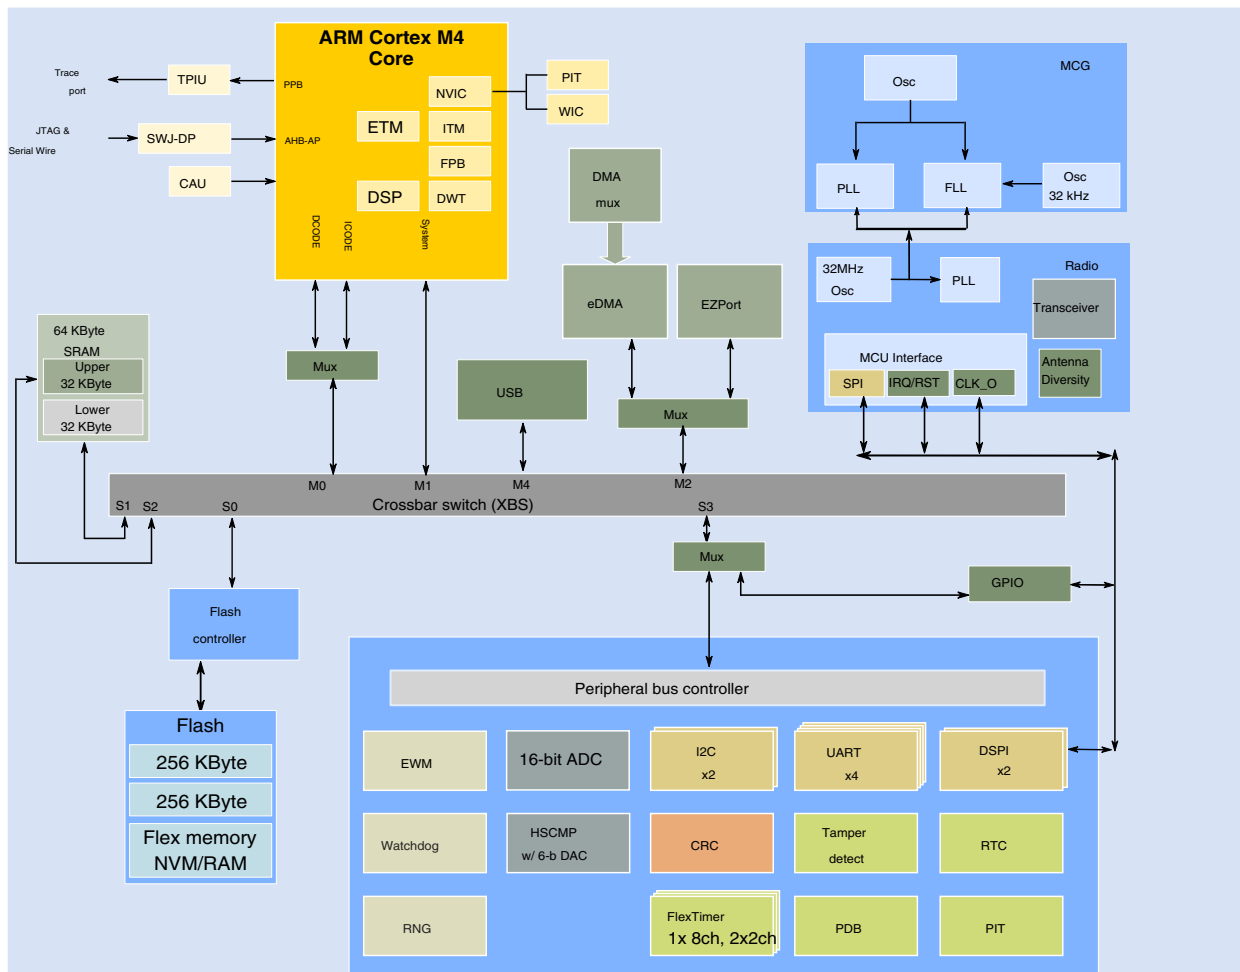 ARM Cortex M4
Core
Trace
port
TPIU
PPB
JTAG &
Serial Wire
SWJ-DP
AHB-AP
CAU
NVIC
ETM
ITM
FPB
DSP
DWT
DCODE
ICODE
System
PIT
WIC
DMA
mux
eDMA
EZPort
MCG
Osc
PLL
FLL
Osc
32 kHz
Radio
32MHz
Osc
PLL
Transceiver
MCU Interface
SPI
IRQ/RST
CLK_O
Antenna
Diversity
64 KByte
SRAM
Upper
32 KByte
Lower
32 KByte
Mux
USB
Mux
M0
M1
M4
M2
Crossbar switch (XBS)
S1
S2
S0
S3
Mux
GPIO
Flash
controller
Flash
256 KByte
256 KByte
Flex memory
NVM/RAM
Peripheral bus controller
EWM
16-bit ADC
I2C
x2
UART
x4
DSPI
x2
Watchdog
HSCMP
w/ 6-b DAC
CRC
Tamper
detect
RTC
RNG
FlexTimer
1x 8ch, 2x2ch
PDB
PIT